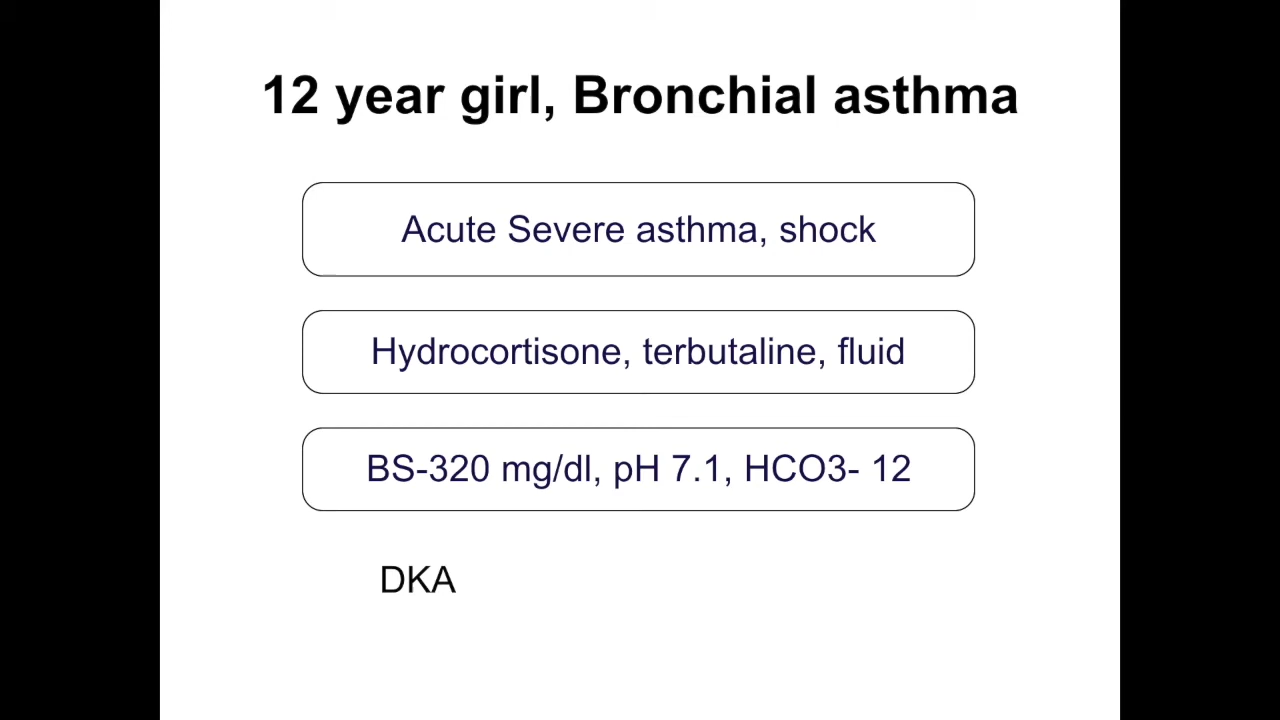 12 year girl, Bronchial asthma
Acute Severe asthma, shock
Hydrocortisone, terbutaline, fluid
BS-320 mg/dl, pH 7.1, HCO3- 12
DKA